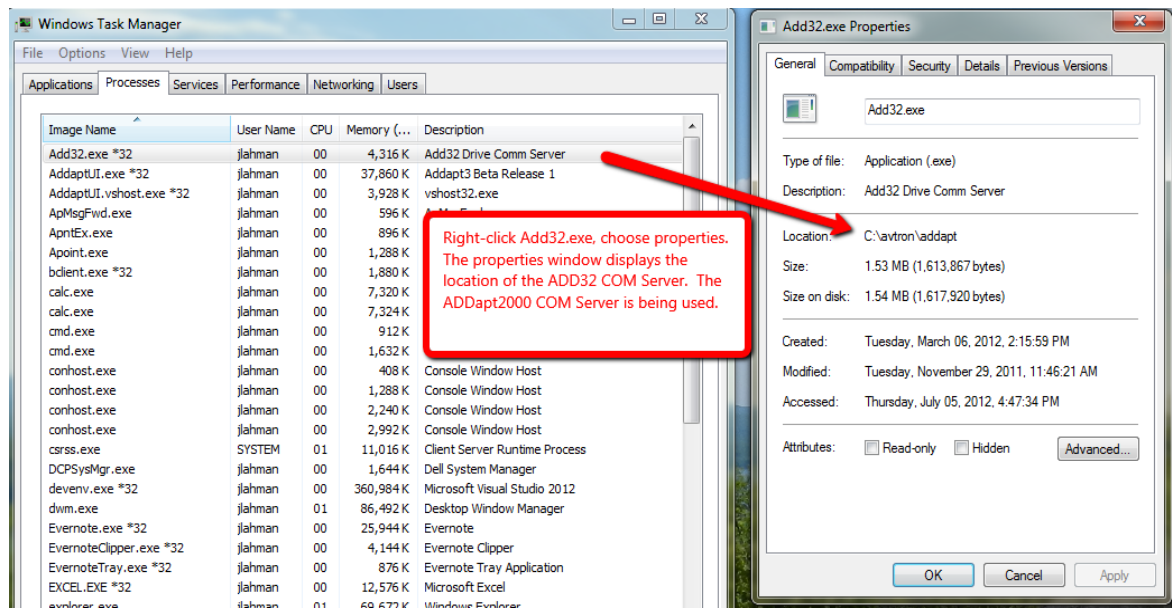 Windows Task Manager
File Options View Help
Applications Processes Services Performance Networking Users
Image Name User Name CPU Memory (... Description
Add32.exe *32 jlahman 00 4,316 K Add32 Drive Comm Server
AddaptUI.exe *32 jlahman 00 37,860 K Addapt3 Beta Release 1
AddaptUI.vshost.exe *32 jlahman 00 3,928 K vshost32.exe
ApMsgFwd.exe jlahman 00 596 K
ApntEx.exe jlahman 00 896 K
Apoint.exe jlahman 00 1,288 K
bdient.exe *32 jlahman 00 1,880 K
calc.exe jlahman 00 7,320 K
calc.exe jlahman 00 7,324 K
cmd.exe jlahman 00 912 K
cmd.exe jlahman 00 1,632 K
conhost.exe jlahman 00 408 K Console Window Host
conhost.exe jlahman 00 1,288 K Console Window Host
conhost.exe jlahman 00 2,240 K Console Window Host
conhost.exe jlahman 00 2,992 K Console Window Host
csrss.exe SYSTEM 01 11,016 K Client Server Runtime Process
DCPSysMgr.exe jlahman 00 1,644 K Dell System Manager
devenv.exe *32 jlahman 00 360,984 K Microsoft Visual Studio 2012
dwm.exe jlahman 01 86,492 K Desktop Window Manager
Evernote.exe *32 jlahman 00 25,944 K Evernote
EvernoteClipper.exe *32 jlahman 00 4,144 K Evernote Clipper
EvernoteTray.exe *32 jlahman 00 876 K Evernote Tray Application
EXCEL.EXE *32 jlahman 00 12,576 K Microsoft Excel
explorer.exe jlahman 01 69,672 K Windows Explorer
Right-click Add32.exe, choose properties.
The properties window displays the
location of the ADD32 COM Server. The
ADDapt2000 COM Server is being used.
Add32.exe Properties
General Compatibility Security Details Previous Versions
Add32.exe
Type of file: Application (.exe)
Description: Add32 Drive Comm Server
Location: C:\avtron\addapt
Size: 1.53 MB (1,613,867 bytes)
Size on disk: 1.54 MB (1,617,920 bytes)
Created: Tuesday, March 06, 2012, 2:15:59 PM
Modified: Tuesday, November 29, 2011, 11:46:21 AM
Accessed: Thursday, July 05, 2012, 4:47:34 PM
Attributes: Read-only Hidden Advanced...
OK Cancel Apply